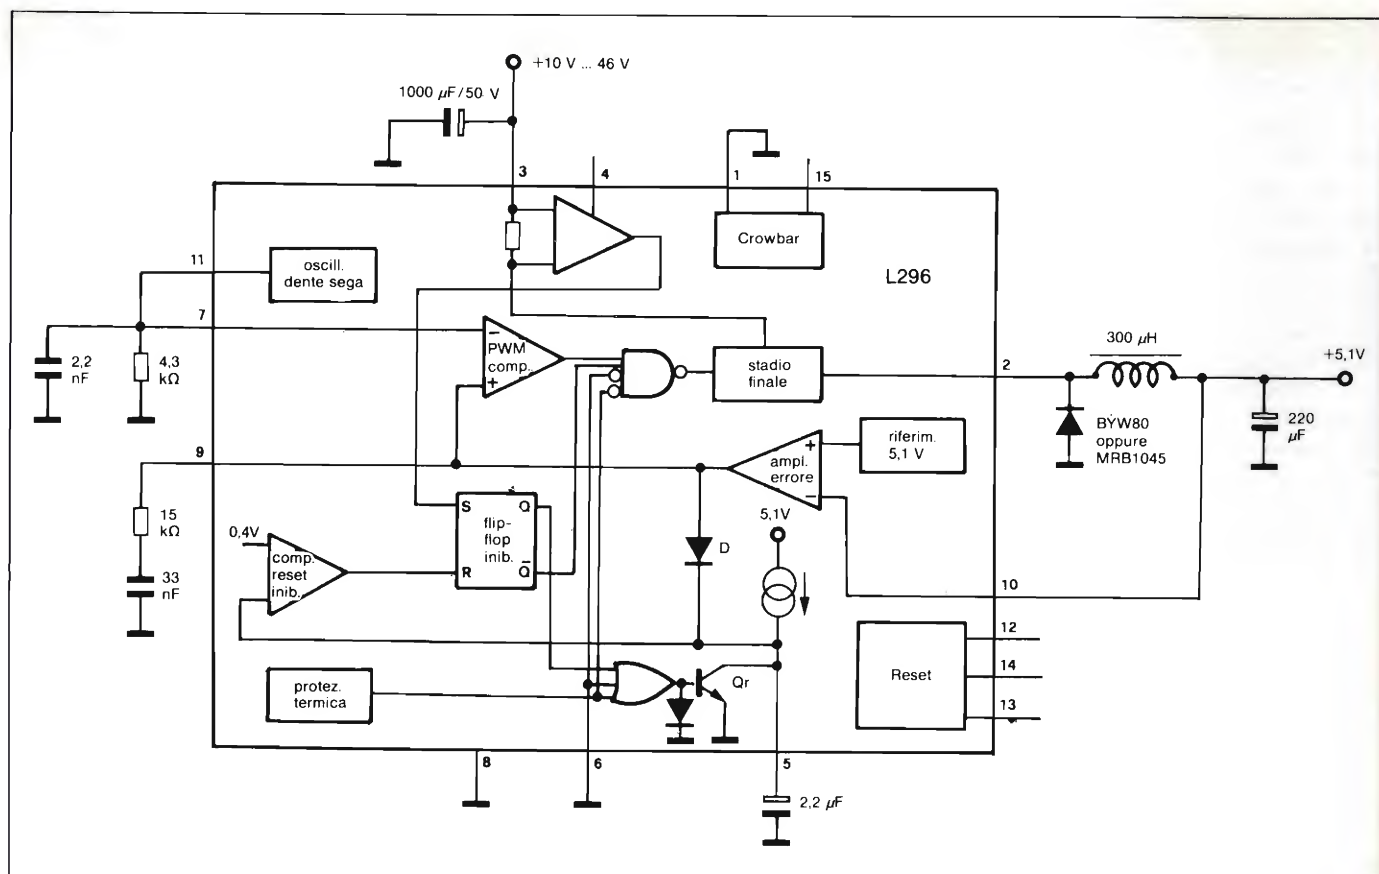 +10 V ... 46 V
1000 µF/50 V
3
4
1
15
Crowbar
L296
11
oscill.
dente sega
7
2,2
nF
4,3
kΩ
−
PWM
comp.
+
stadio
finale
2
300 µH
+5,1V
BYW80
oppure
MRB1045
220
µF
9
+
ampl.
errore
−
riferim.
5,1 V
15
kΩ
33
nF
0,4V
comp.
reset
inib.
S
Q
flip-
flop
inib.
R
Q̅
D
5,1V
10
12
14
13
Reset
protez.
termica
Qr
8
6
5
2,2 µF